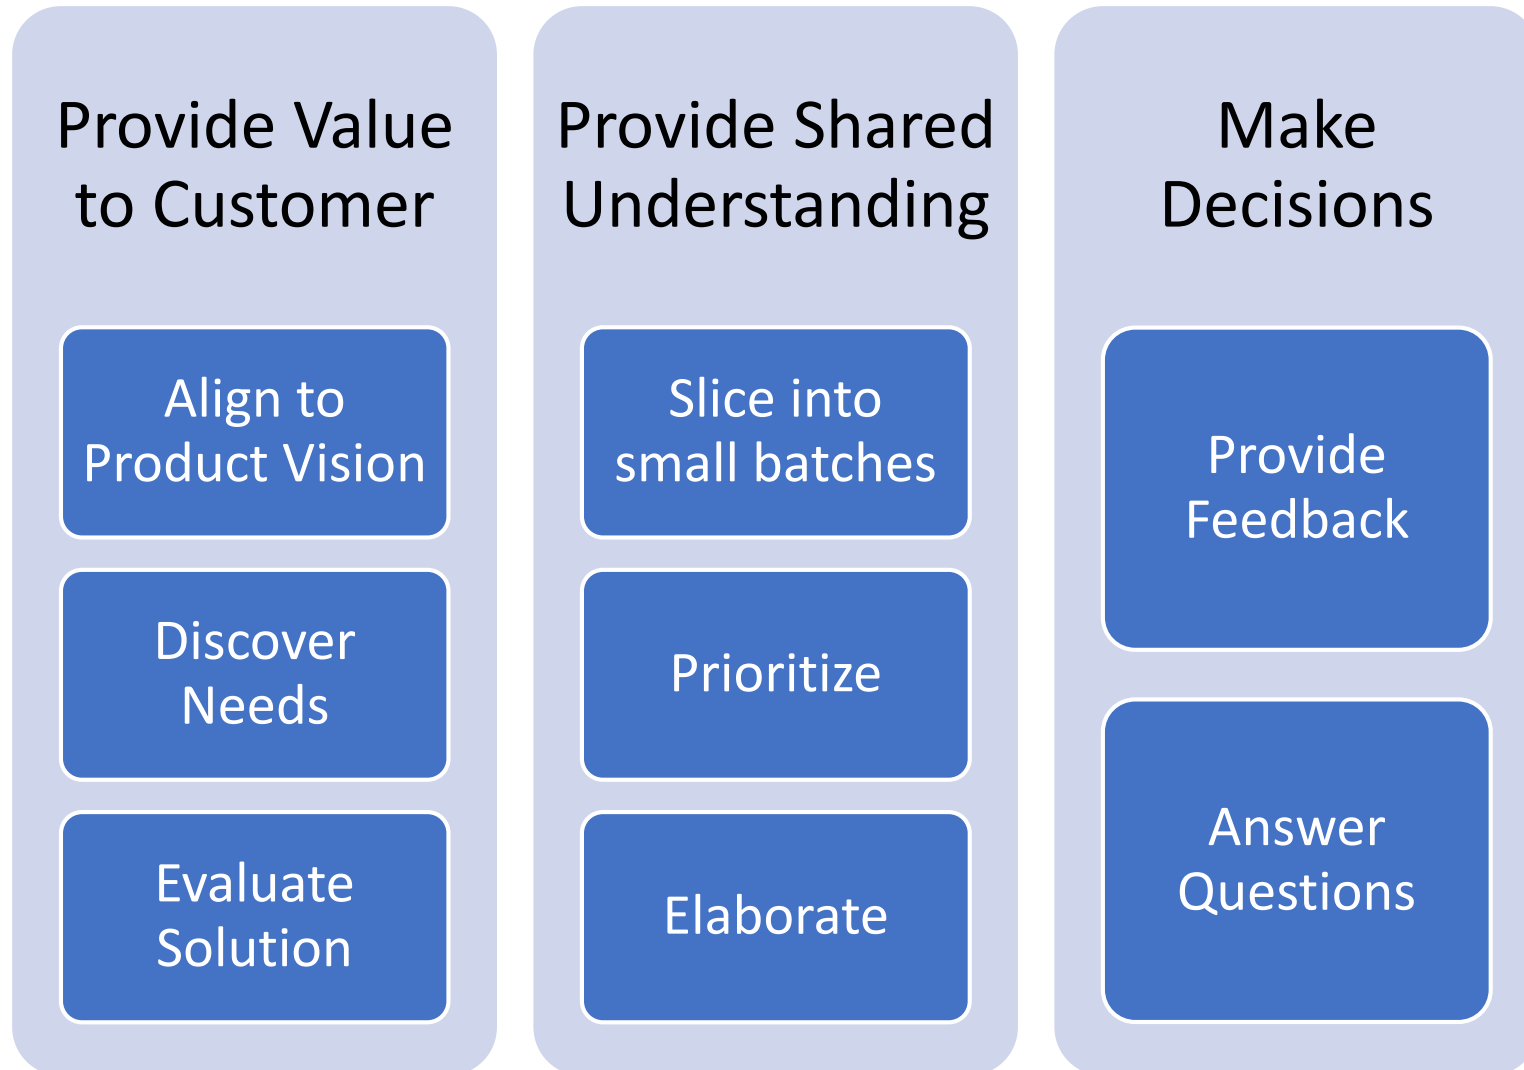 Provide Value
to Customer
Align to
Product Vision
Discover
Needs
Evaluate
Solution
Provide Shared
Understanding
Slice into
small batches
Prioritize
Elaborate
Make
Decisions
Provide
Feedback
Answer
Questions